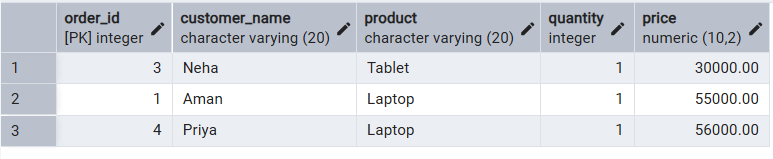 order_id customer_name product quantity price
[PK] integer character varying (20) character varying (20) integer numeric (10,2)
1 3 Neha Tablet 1 30000.00
2 1 Aman Laptop 1 55000.00
3 4 Priya Laptop 1 56000.00